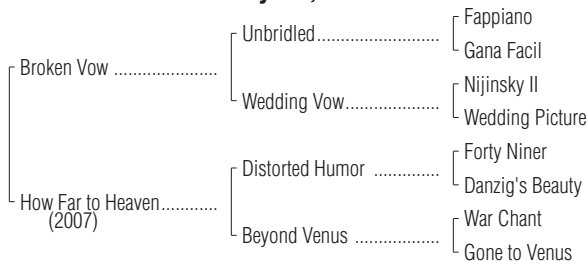 Fappiano
Unbridled
Gana Facil
Broken Vow
Nijinsky II
Wedding Vow
Wedding Picture
Forty Niner
Distorted Humor
Danzig's Beauty
How Far to Heaven
(2007)
War Chant
Beyond Venus
Gone to Venus